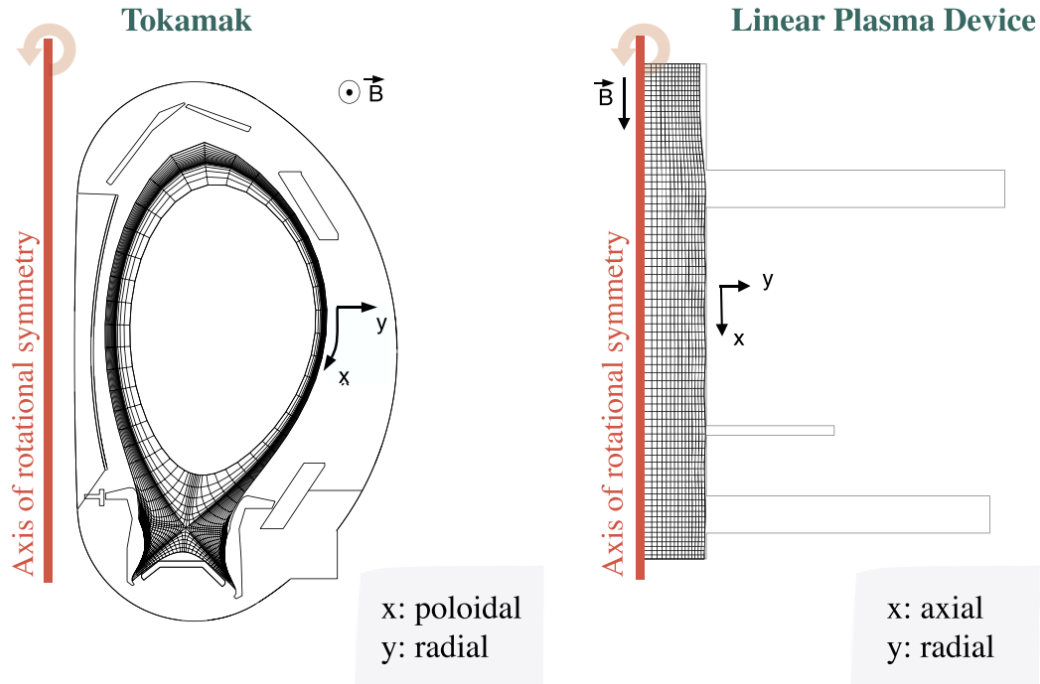 Tokamak
Axis of rotational symmetry
B
y
x
x: poloidal
y: radial
Linear Plasma Device
B
Axis of rotational symmetry
y
x
x: axial
y: radial